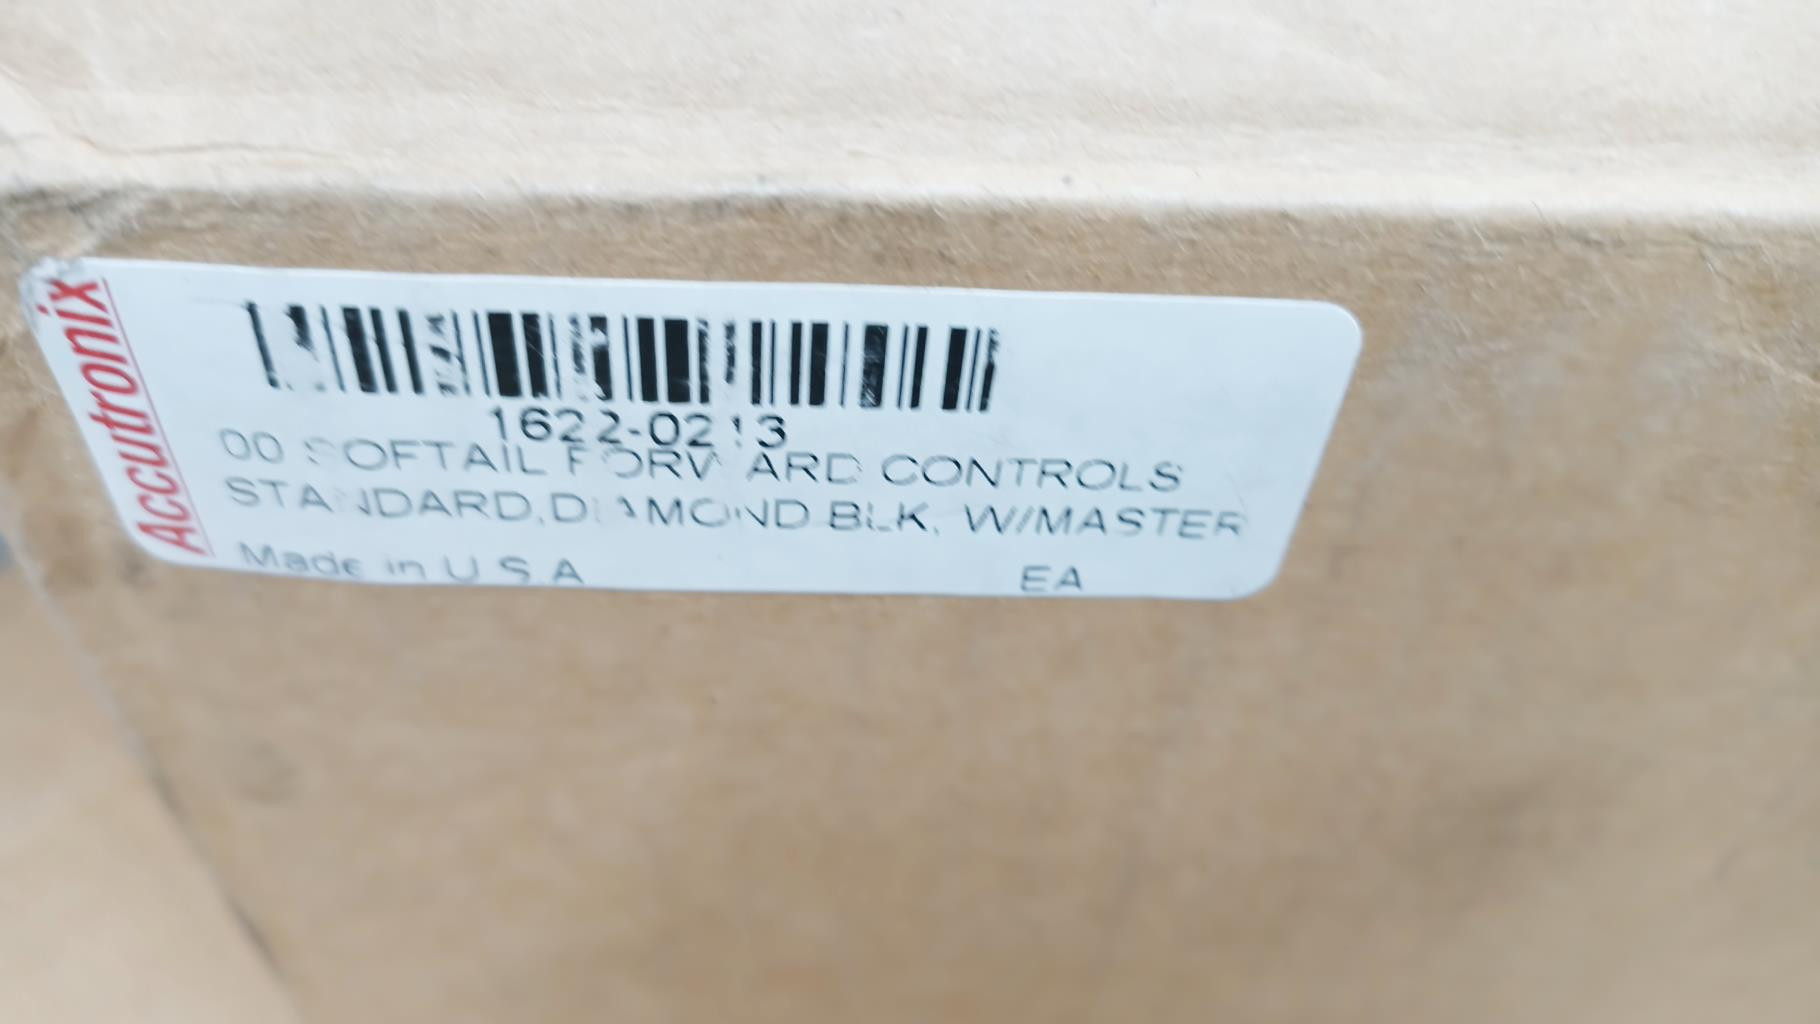 Accutronix
1622-0213
00 SOFTAIL FORWARD CONTROLS
STANDARD, DIAMOND BLK, W/MASTER
Made in U.S.A
EA